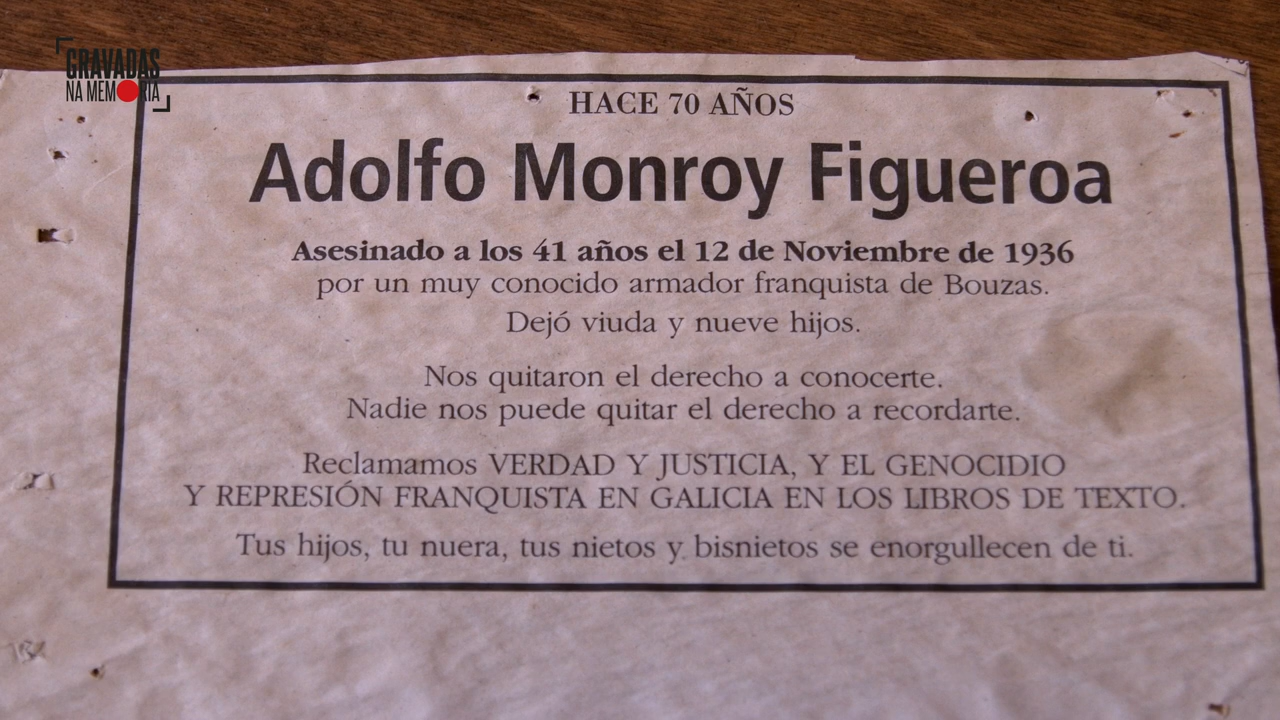 GRAVADAS
NA MEMORIA
HACE 70 AÑOS
Adolfo Monroy Figueroa
Asesinado a los 41 años el 12 de Noviembre de 1936
por un muy conocido armador franquista de Bouzas.
Dejó viuda y nueve hijos.
Nos quitaron el derecho a conocerte.
Nadie nos puede quitar el derecho a recordarte.
Reclamamos VERDAD Y JUSTICIA, Y EL GENOCIDIO
Y REPRESIÓN FRANQUISTA EN GALICIA EN LOS LIBROS DE TEXTO.
Tus hijos, tu nuera, tus nietos y bisnietos se enorgullecen de ti.